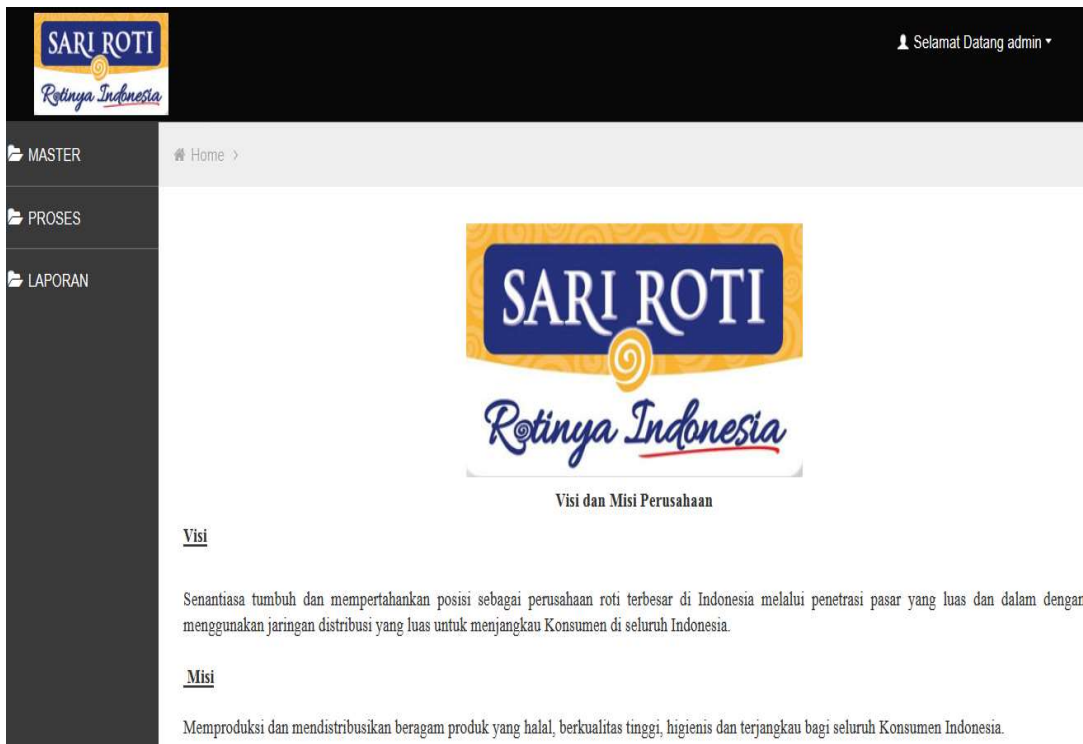 SARI ROTI
Rotinya Indonesia
Selamat Datang admin
MASTER
Home >
PROSES
LAPORAN
SARI ROTI
Rotinya Indonesia
Visi dan Misi Perusahaan
Visi
Senantiasa tumbuh dan mempertahankan posisi sebagai perusahaan roti terbesar di Indonesia melalui penetrasi pasar yang luas dan dalam dengan
menggunakan jaringan distribusi yang luas untuk menjangkau Konsumen di seluruh Indonesia.
Misi
Memproduksi dan mendistribusikan beragam produk yang halal, berkualitas tinggi, higienis dan terjangkau bagi seluruh Konsumen Indonesia.